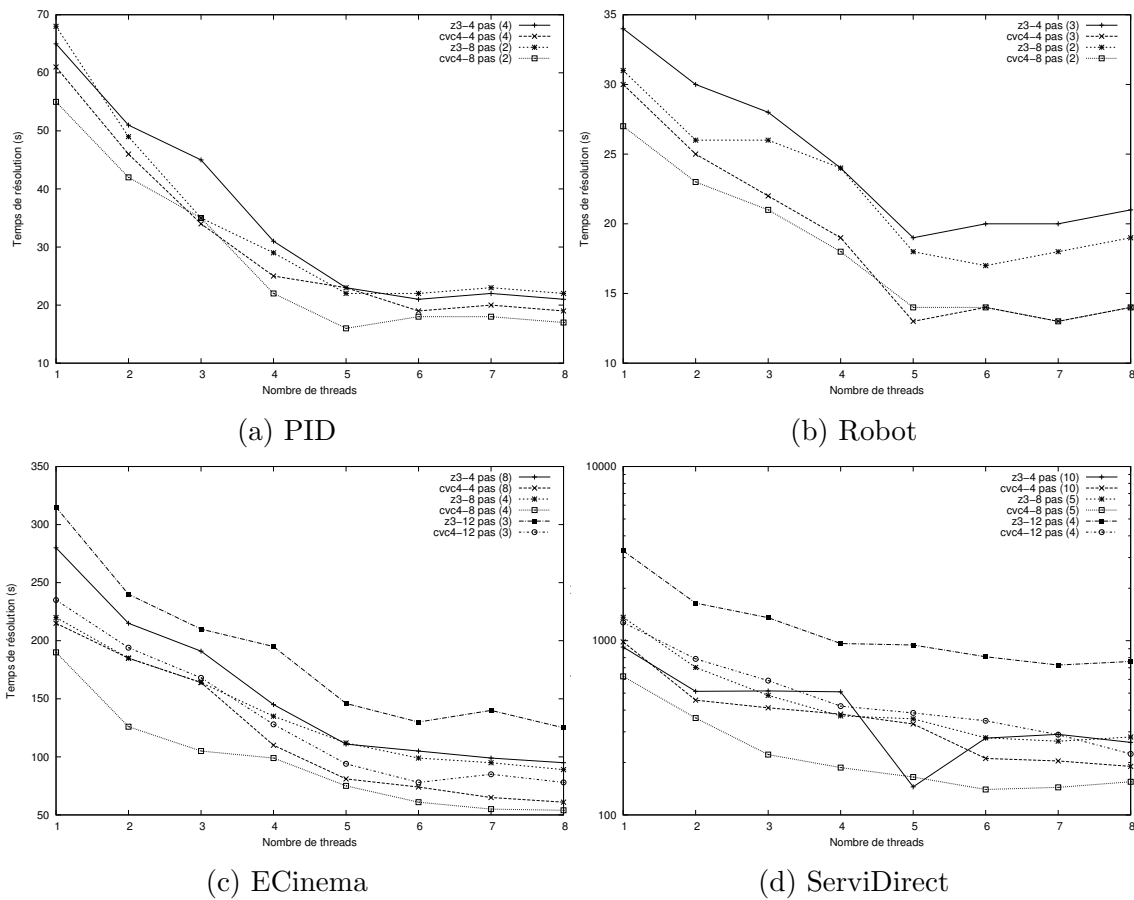 70
60
50
40
30
20
10
1 2 3 4 5 6 7 8
Temps de résolution (s)
Nombre de threads
z3-4 pas (4)
cvc4-4 pas (4)
z3-8 pas (2)
cvc4-8 pas (2)
(a) PID
35
30
25
20
15
10
1 2 3 4 5 6 7 8
Temps de résolution (s)
Nombre de threads
z3-4 pas (3)
cvc4-4 pas (3)
z3-8 pas (2)
cvc4-8 pas (2)
(b) Robot
350
300
250
200
150
100
50
1 2 3 4 5 6 7 8
Temps de résolution (s)
Nombre de threads
z3-4 pas (8)
cvc4-4 pas (8)
z3-8 pas (4)
cvc4-8 pas (4)
z3-12 pas (3)
cvc4-12 pas (3)
(c) ECinema
10000
1000
100
1 2 3 4 5 6 7 8
Nombre de threads
z3-4 pas (10)
cvc4-4 pas (10)
z3-8 pas (5)
cvc4-8 pas (5)
z3-12 pas (4)
cvc4-12 pas (4)
(d) ServiDirect